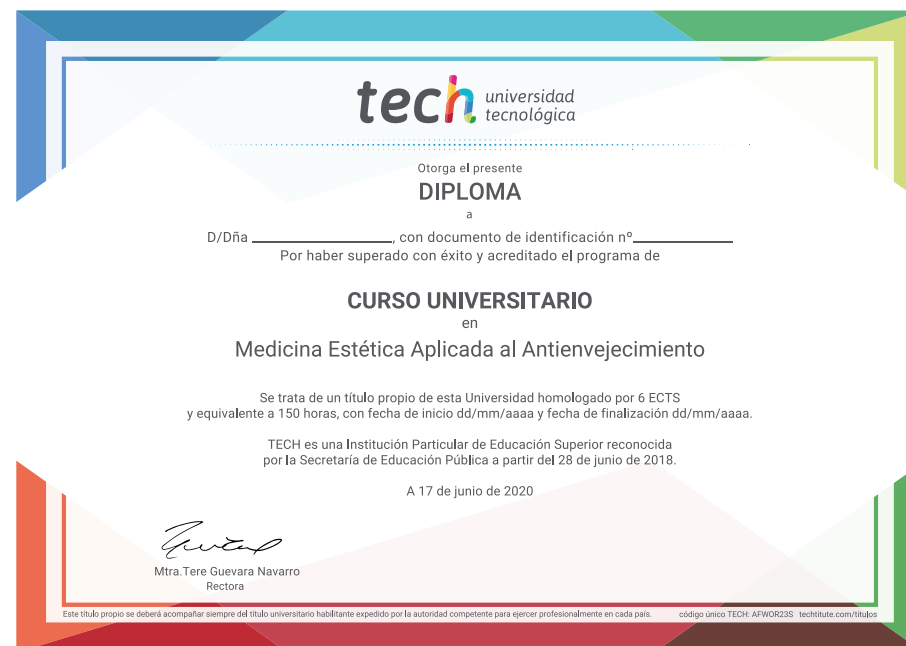 tech universidad
tecnológica
Otorga el presente
DIPLOMA
a
D/Dña ________________, con documento de identificación nº____________
Por haber superado con éxito y acreditado el programa de
CURSO UNIVERSITARIO
en
Medicina Estética Aplicada al Antienvejecimiento
Se trata de un título propio de esta Universidad homologado por 6 ECTS
y equivalente a 150 horas, con fecha de inicio dd/mm/aaaa y fecha de finalización dd/mm/aaaa.
TECH es una Institución Particular de Educación Superior reconocida
por la Secretaría de Educación Pública a partir del 28 de junio de 2018.
A 17 de junio de 2020
Mtra.Tere Guevara Navarro
Rectora
Este título propio se deberá acompañar siempre del título universitario habilitante expedido por la autoridad competente para ejercer profesionalmente en cada país. código único TECH: AFWOR23S techtitute.com/titulos